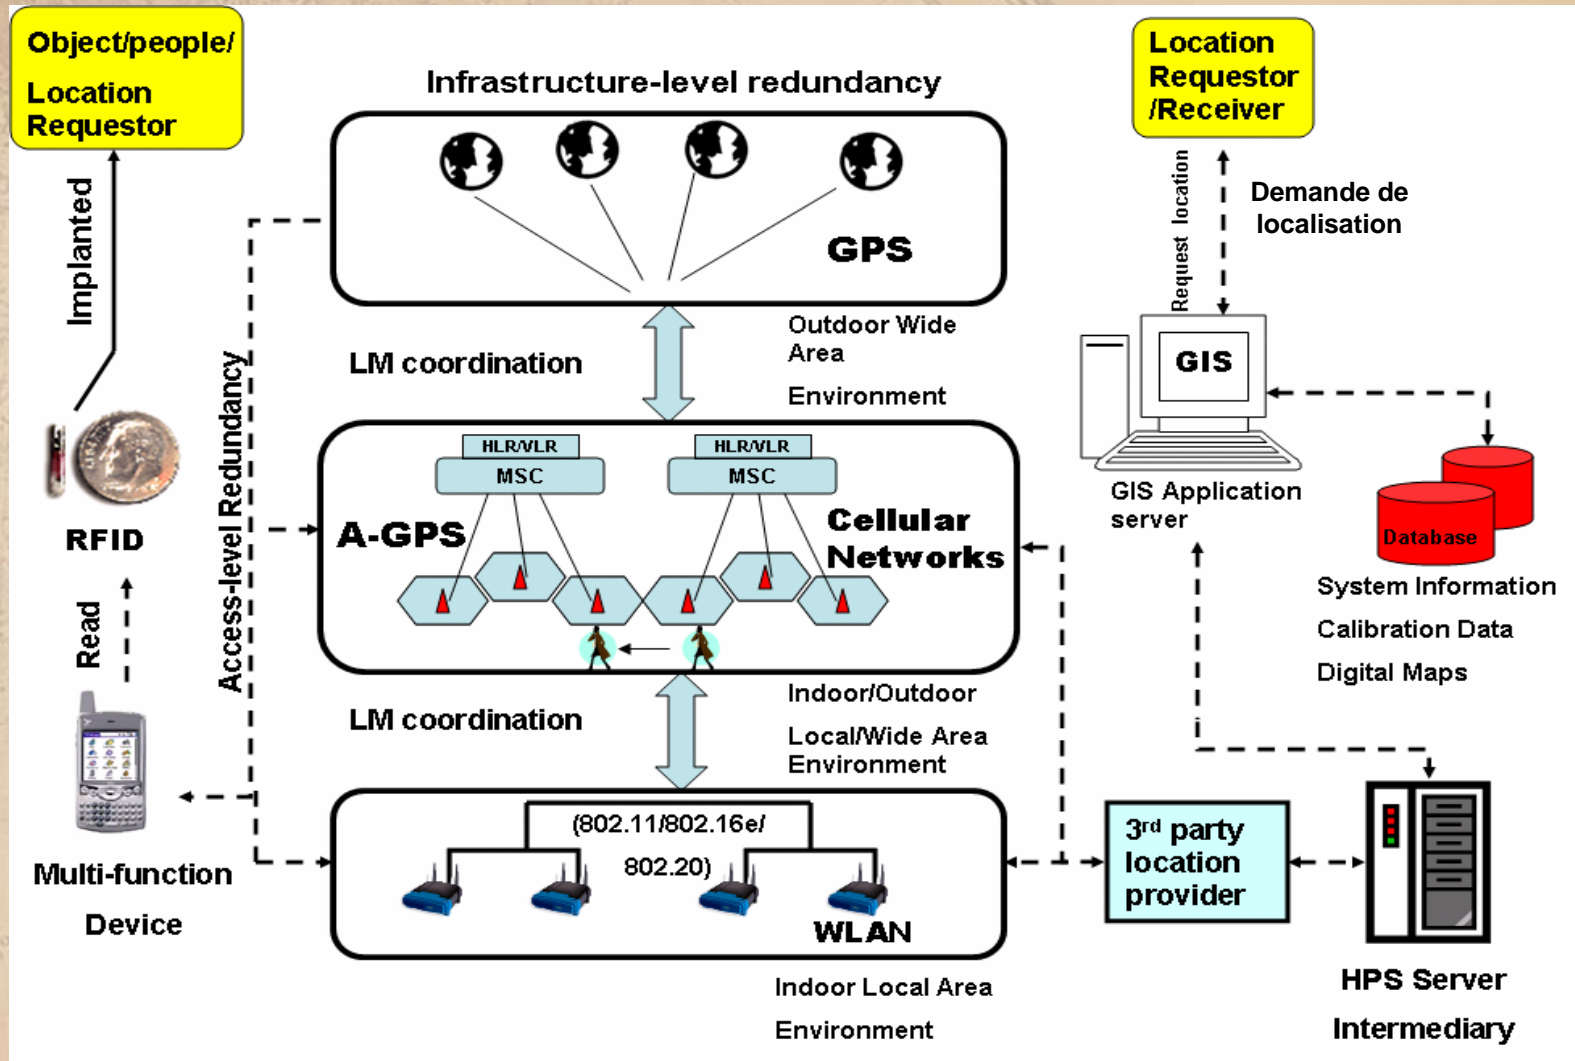 Object/people/
Location
Requestor
Implanted
RFID
Read
Multi-function
Device
Access-level Redundancy
Infrastructure-level redundancy
GPS
LM coordination
Outdoor Wide
Area
Environment
HLR/VLR
MSC
HLR/VLR
MSC
A-GPS
Cellular
Networks
LM coordination
Indoor/Outdoor
Local/Wide Area
Environment
(802.11/802.16e/
802.20)
WLAN
Indoor Local Area
Environment
Location
Requestor
/Receiver
Request location
Demande de
localisation
GIS
GIS Application
server
Database
System Information
Calibration Data
Digital Maps
3rd party
location
provider
HPS Server
Intermediary